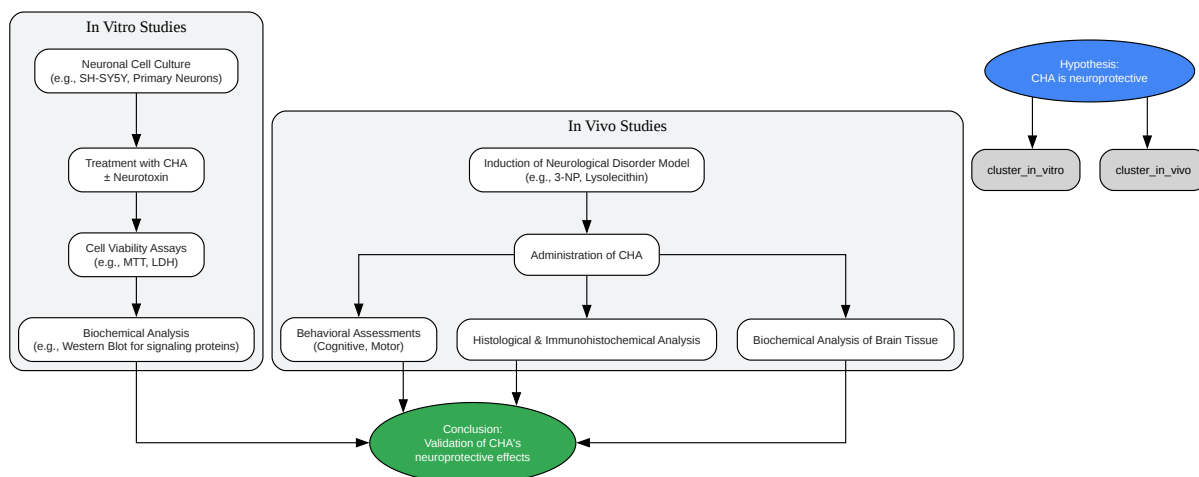 In Vitro Studies
Neuronal Cell Culture
(e.g., SH-SY5Y, Primary Neurons)
Treatment with CHA
± Neurotoxin
Cell Viability Assays
(e.g., MTT, LDH)
Biochemical Analysis
(e.g., Western Blot for signaling proteins)
In Vivo Studies
Induction of Neurological Disorder Model
(e.g., 3-NP, Lysolecithin)
Administration of CHA
Behavioral Assessments
(Cognitive, Motor)
Histological & Immunohistochemical Analysis
Biochemical Analysis of Brain Tissue
Hypothesis:
CHA is neuroprotective
cluster_in_vitro
cluster_in_vivo
Conclusion:
Validation of CHA's
neuroprotective effects